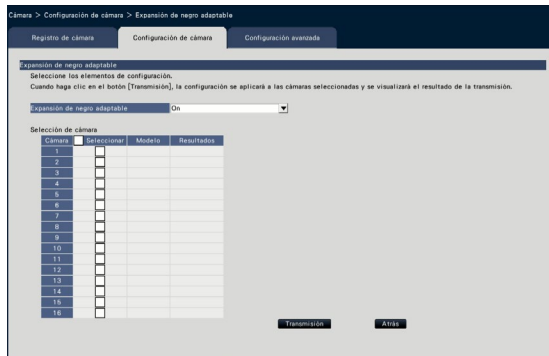 Cámara > Configuración de cámara > Expansión de negro adaptable
Registro de cámara Configuración de cámara Configuración avanzada
Expansión de negro adaptable
Seleccione los elementos de configuración.
Cuando haga clic en el botón [Transmisión], la configuración se aplicará a las cámaras seleccionadas y se visualizará el resultado de la transmisión.
Expansión de negro adaptable On
Selección de cámara
Cámara Seleccionar Modelo Resultados
1
2
3
4
5
6
7
8
9
10
11
12
13
14
15
16
Transmisión Atrás